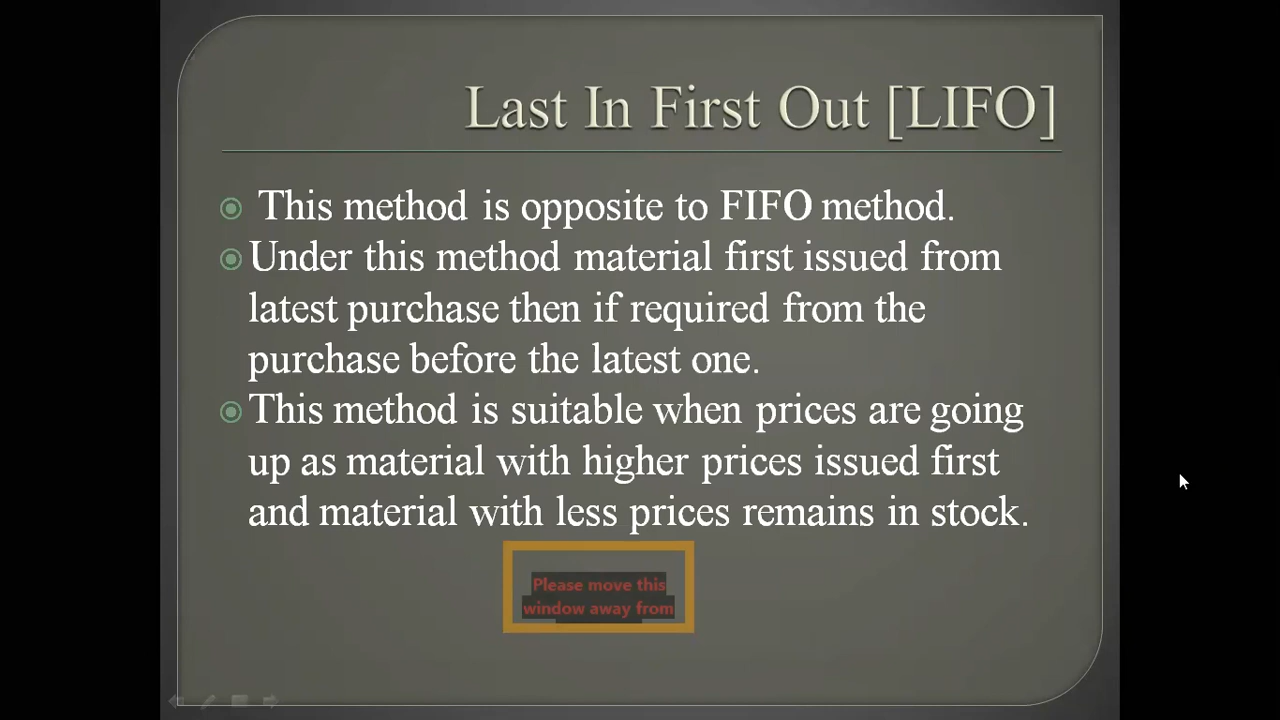 Last In First Out [LIFO]
This method is opposite to FIFO method.
Under this method material first issued from
latest purchase then if required from the
purchase before the latest one.
This method is suitable when prices are going
up as material with higher prices issued first
and material with less prices remains in stock.
Please move this
window away from